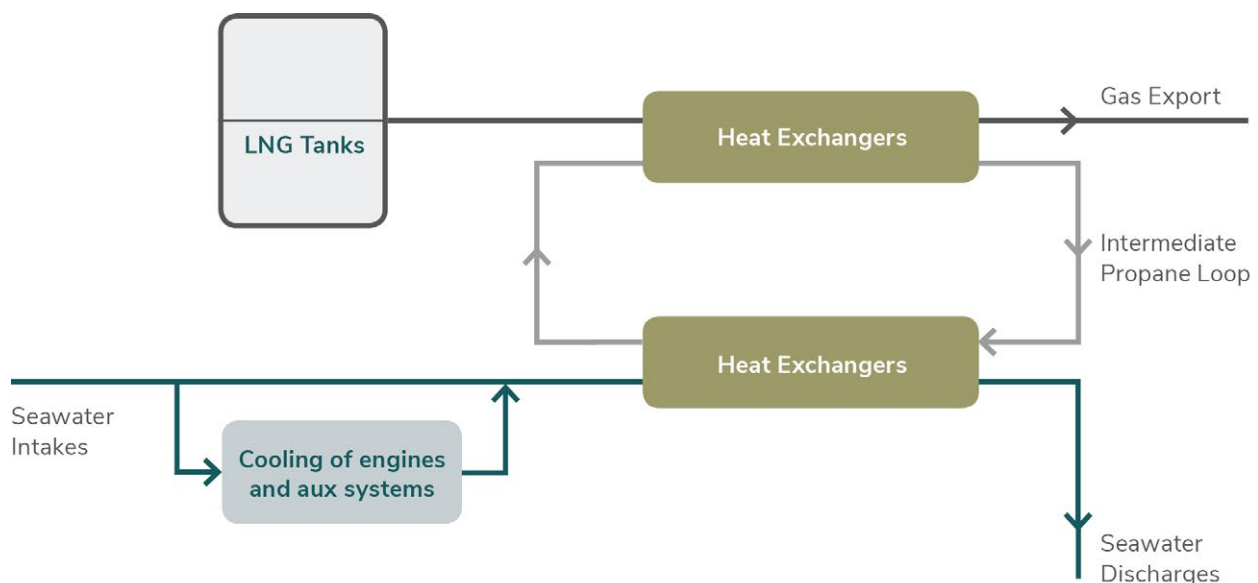 Gas Export
LNG Tanks
Heat Exchangers
Intermediate
Propane Loop
Heat Exchangers
Seawater
Intakes
Cooling of engines
and aux systems
Seawater
Discharges